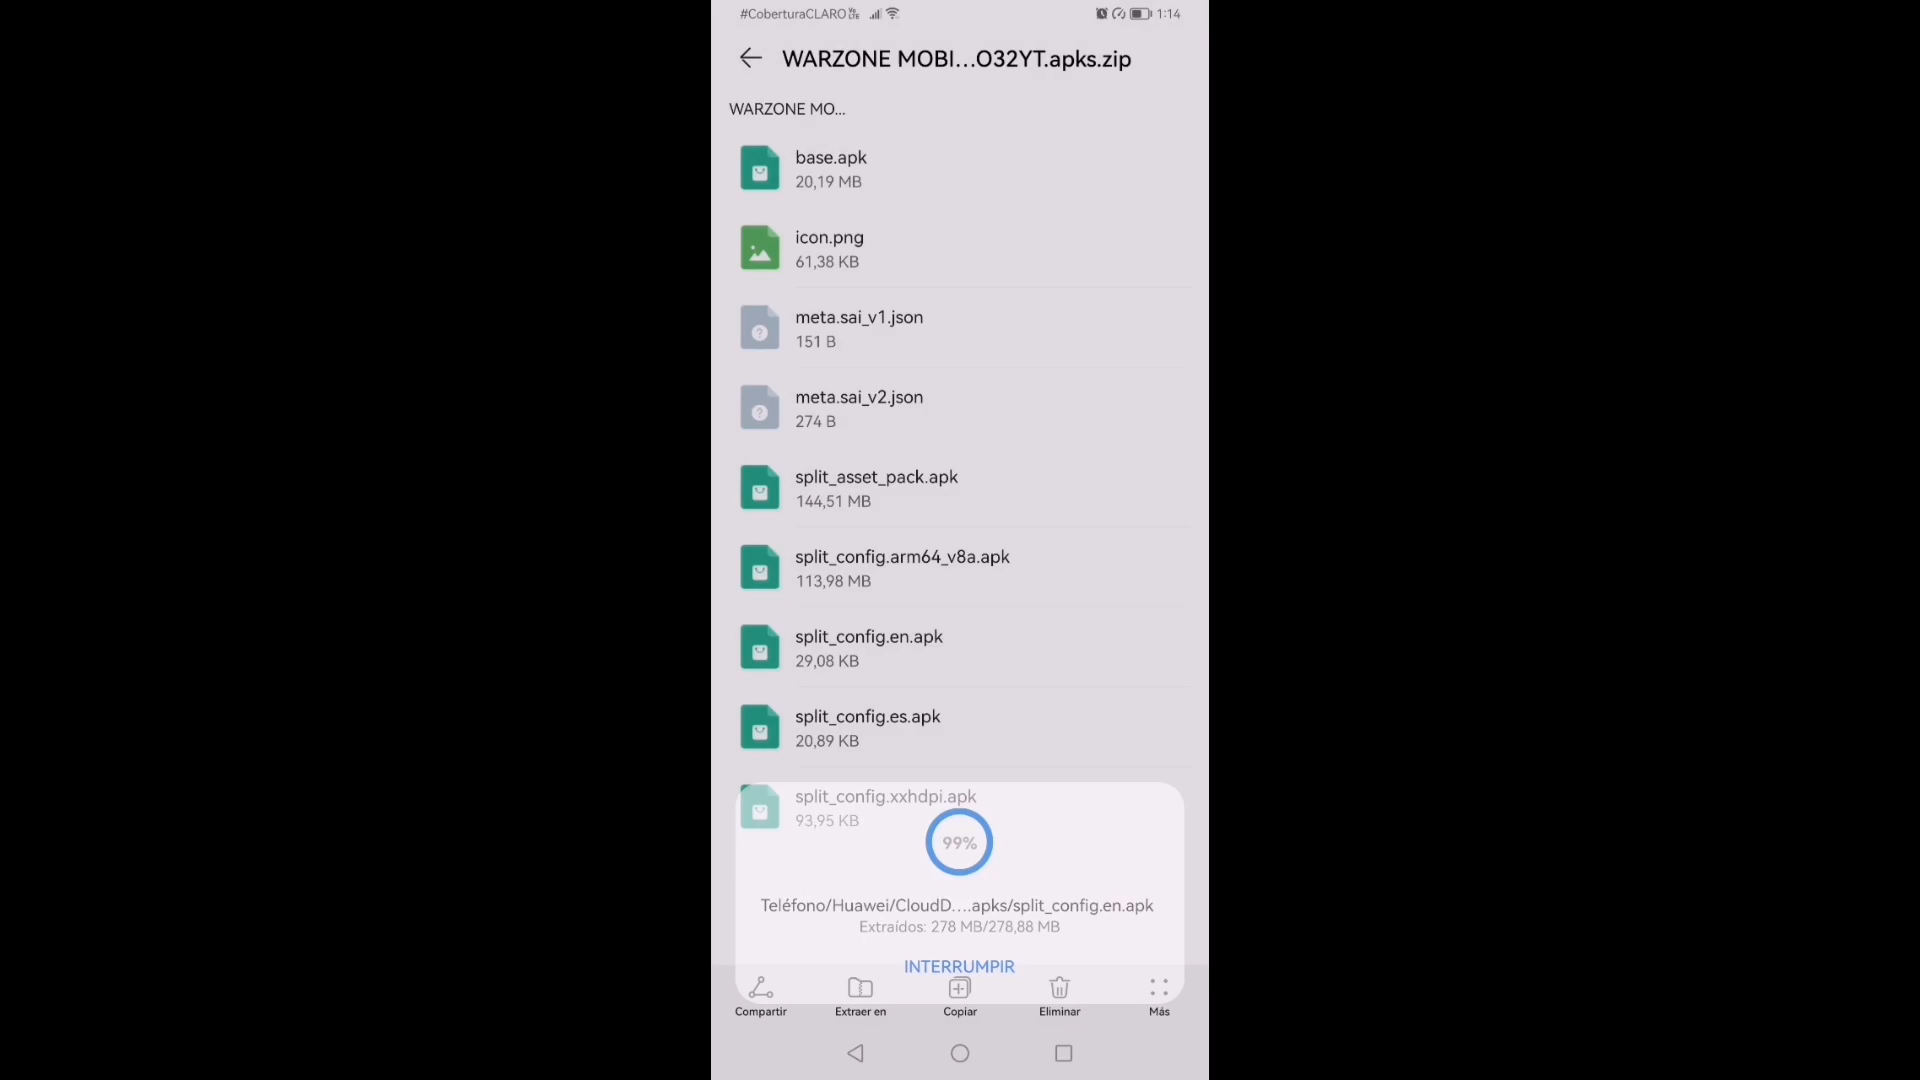 #CoberturaCLARO 1:14
WARZONE MOBI...O32YT.apks.zip
WARZONE MO...
base.apk
20,19 MB
icon.png
61,38 KB
meta.sai_v1.json
151 B
meta.sai_v2.json
274 B
split_asset_pack.apk
144,51 MB
split_config.arm64_v8a.apk
113,98 MB
split_config.en.apk
29,08 KB
split_config.es.apk
20,89 KB
split_config.xxhdpi.apk
93,95 KB
99%
Teléfono/Huawei/CloudD....apks/split_config.en.apk
Extraídos: 278 MB/278,88 MB
INTERRUMPIR
Compartir Extraer en Copiar Eliminar Más